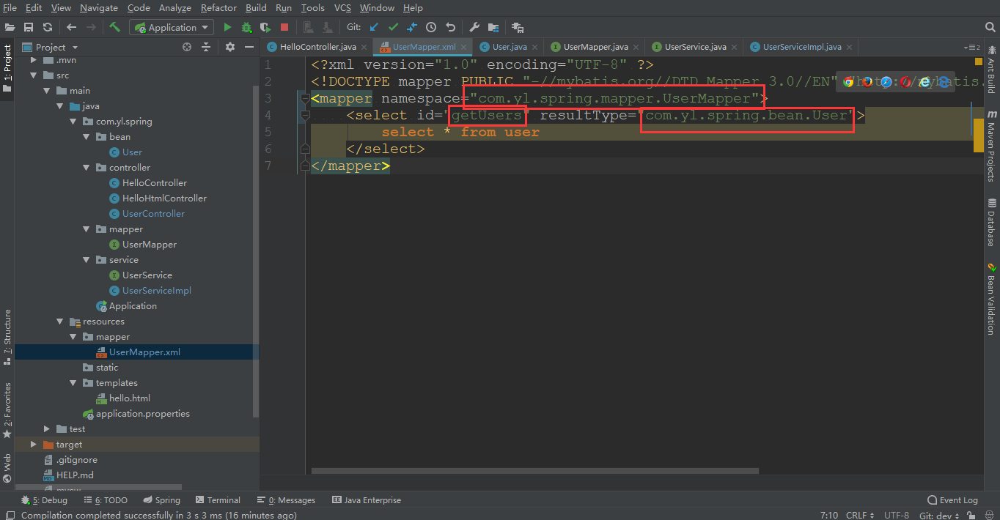 File Edit View Navigate Code Analyze Refactor Build Run Tools VCS Window Help
Application Git:
1: Project
Project
HelloController.java UserMapper.xml User.java UserMapper.java UserService.java UserServiceImpl.java 2
.mvn
src
main
java
com.yl.spring
bean
User
controller
HelloController
HelloHtmlController
UserController
mapper
UserMapper
service
UserService
UserServiceImpl
Application
resources
mapper
UserMapper.xml
static
templates
hello.html
application.properties
test
target
.gitignore
HELP.md
1 <?xml version="1.0" encoding="UTF-8" ?>
2 <!DOCTYPE mapper PUBLIC "-//mybatis.org//DTD Mapper 3.0//EN" "http://mybatis.
3 <mapper namespace="com.yl.spring.mapper.UserMapper">
4 <select id="getUsers" resultType="com.yl.spring.bean.User">
5 select * from user
6 </select>
7 </mapper>
7: Structure
2: Favorites
Web
Ant Build
Maven Projects
Database
Bean Validation
5: Debug 6: TODO Spring Terminal 0: Messages Java Enterprise Event Log
Compilation completed successfully in 3 s 3 ms (16 minutes ago) 7:10 CRLF UTF-8 Git: dev